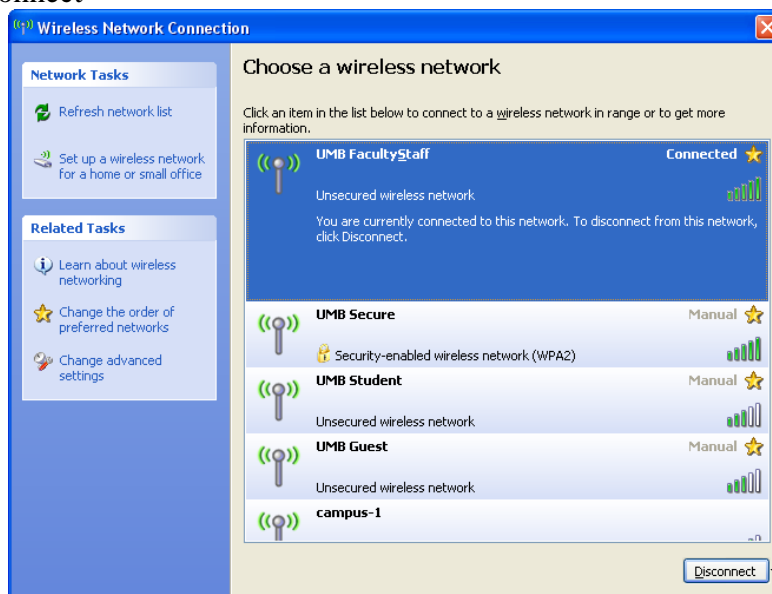 onnect
Wireless Network Connection
Network Tasks
Refresh network list
Set up a wireless network
for a home or small office
Related Tasks
Learn about wireless
networking
Change the order of
preferred networks
Change advanced
settings
Choose a wireless network
Click an item in the list below to connect to a wireless network in range or to get more
information.
UMB FacultyStaff Connected
Unsecured wireless network
You are currently connected to this network. To disconnect from this network,
click Disconnect.
UMB Secure Manual
Security-enabled wireless network (WPA2)
UMB Student Manual
Unsecured wireless network
UMB Guest Manual
Unsecured wireless network
campus-1
Disconnect